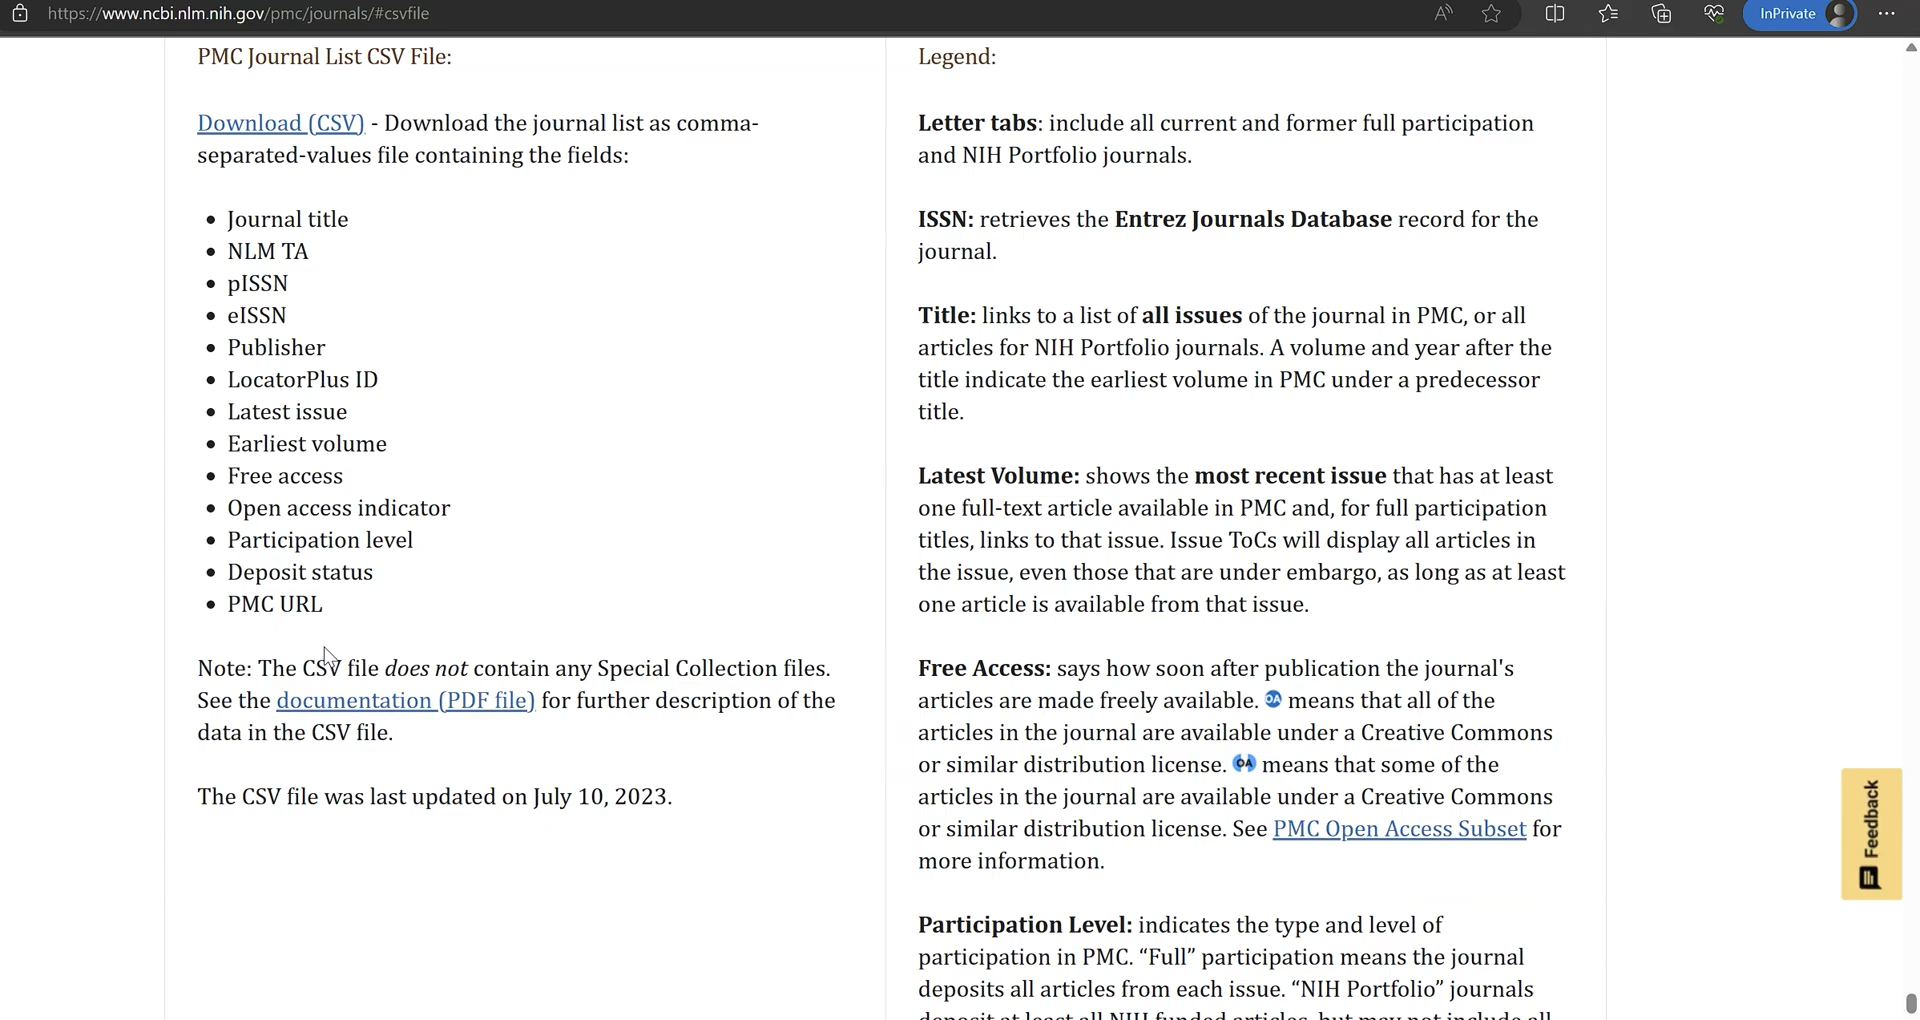 https://www.ncbi.nlm.nih.gov/pmc/journals/#csvfile
InPrivate
PMC Journal List CSV File:
Download (CSV) - Download the journal list as comma-
separated-values file containing the fields:
• Journal title
• NLM TA
• pISSN
• eISSN
• Publisher
• LocatorPlus ID
• Latest issue
• Earliest volume
• Free access
• Open access indicator
• Participation level
• Deposit status
• PMC URL
Note: The CSV file does not contain any Special Collection files.
See the documentation (PDF file) for further description of the
data in the CSV file.
The CSV file was last updated on July 10, 2023.
Legend:
Letter tabs: include all current and former full participation
and NIH Portfolio journals.
ISSN: retrieves the Entrez Journals Database record for the
journal.
Title: links to a list of all issues of the journal in PMC, or all
articles for NIH Portfolio journals. A volume and year after the
title indicate the earliest volume in PMC under a predecessor
title.
Latest Volume: shows the most recent issue that has at least
one full-text article available in PMC and, for full participation
titles, links to that issue. Issue ToCs will display all articles in
the issue, even those that are under embargo, as long as at least
one article is available from that issue.
Free Access: says how soon after publication the journal's
articles are made freely available. OA means that all of the
articles in the journal are available under a Creative Commons
or similar distribution license. OA means that some of the
articles in the journal are available under a Creative Commons
or similar distribution license. See PMC Open Access Subset for
more information.
Participation Level: indicates the type and level of
participation in PMC. “Full” participation means the journal
deposits all articles from each issue. “NIH Portfolio” journals
deposit at least all NIH funded articles, but may not include all
Feedback